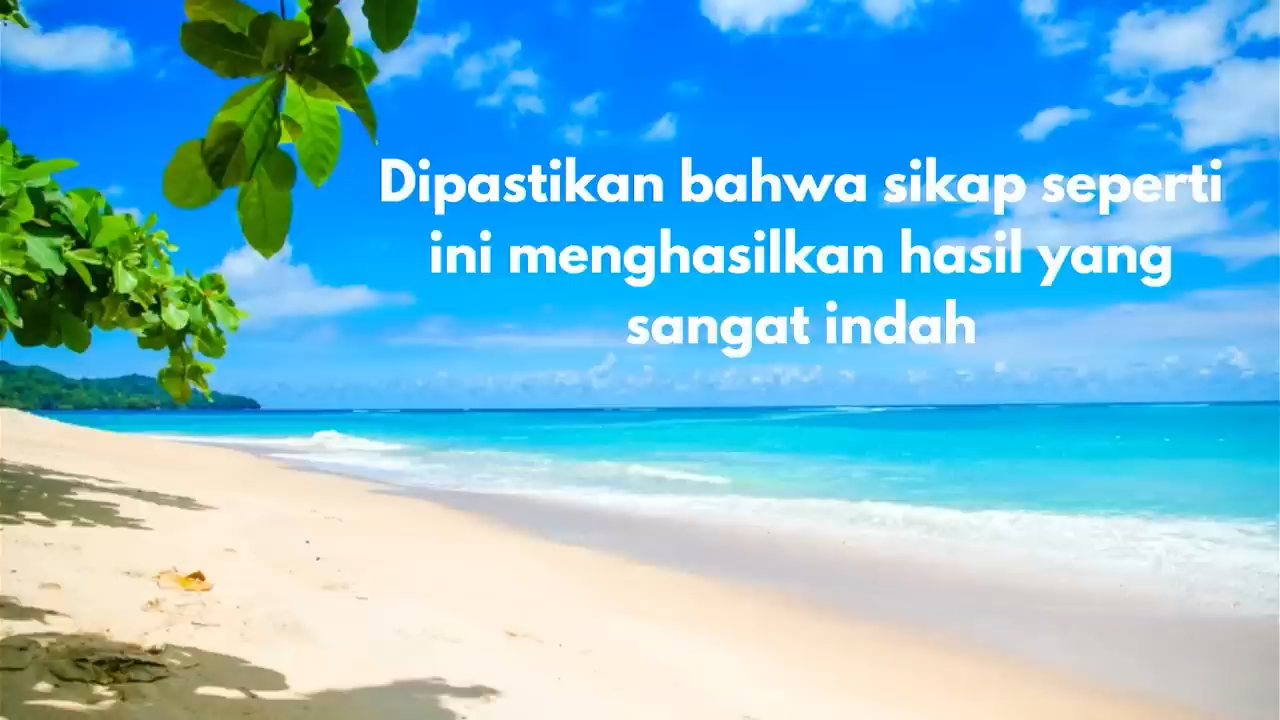 Dipastikan bahwa sikap seperti
ini menghasilkan hasil yang
sangat indah